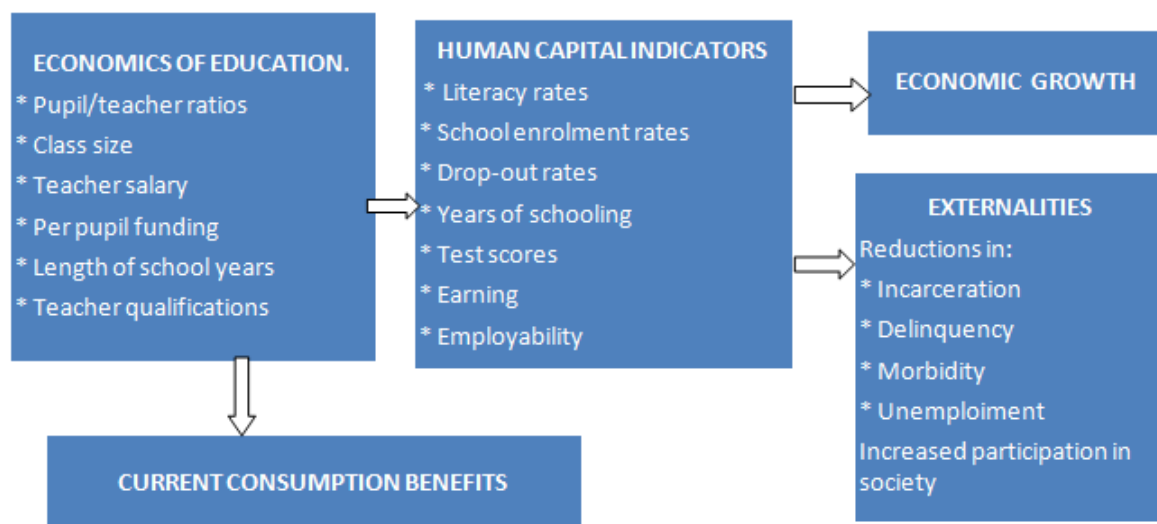 ECONOMICS OF EDUCATION.
* Pupil/teacher ratios
* Class size
* Teacher salary
* Per pupil funding
* Length of school years
* Teacher qualifications
HUMAN CAPITAL INDICATORS
* Literacy rates
* School enrolment rates
* Drop-out rates
* Years of schooling
* Test scores
* Earning
* Employability
ECONOMIC GROWTH
EXTERNALITIES
Reductions in:
* Incarceration
* Delinquency
* Morbidity
* Unemploiment
Increased participation in
society
CURRENT CONSUMPTION BENEFITS